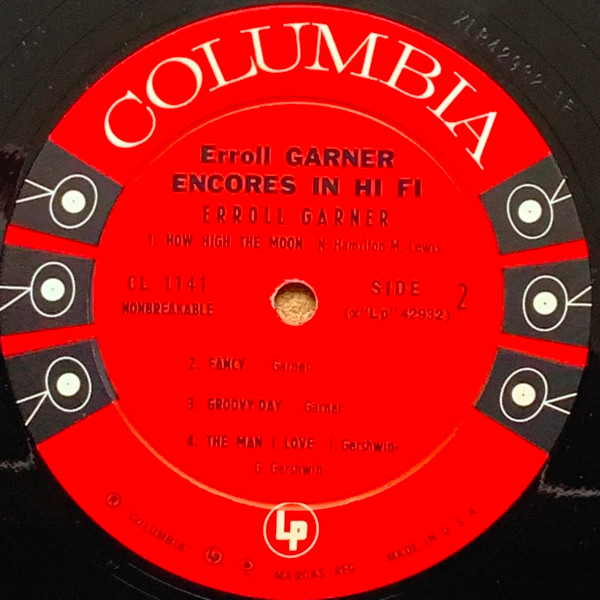 COLUMBIA
Erroll GARNER
ENCORES IN HI FI
ERROLL GARNER
1. HOW HIGH THE MOON N. Hamilton M. Lewis
CL 1141
NONBREAKABLE
SIDE 2
(x "Lp" 42932)
2. FANCY Garner
3. GROOVY DAY Garner
4. THE MAN I LOVE I. Gershwin-
G. Gershwin
Lp
® "COLUMBIA" Lp MARCAS REG. MADE IN U.S.A.